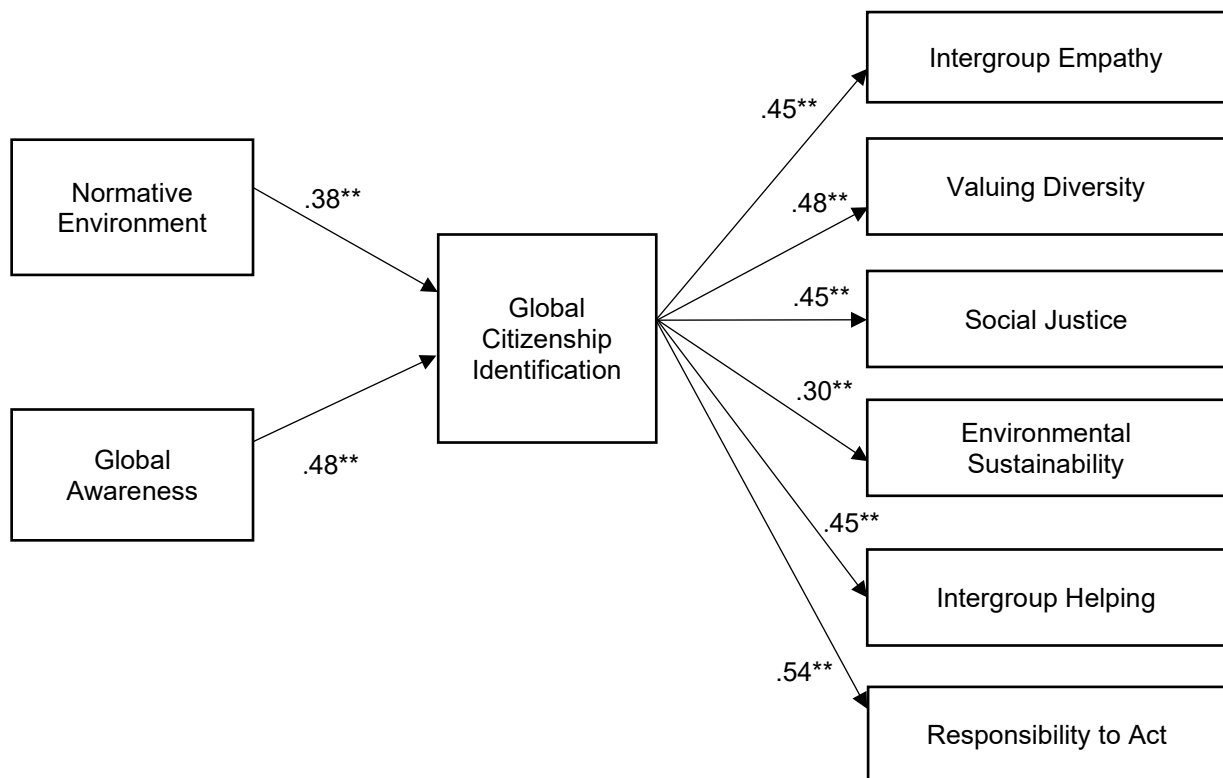 Normative
Environment
.38**
Global
Awareness
.48**
Global
Citizenship
Identification
.45**
Intergroup Empathy
.48**
Valuing Diversity
.45**
Social Justice
.30**
Environmental
Sustainability
.45**
Intergroup Helping
.54**
Responsibility to Act